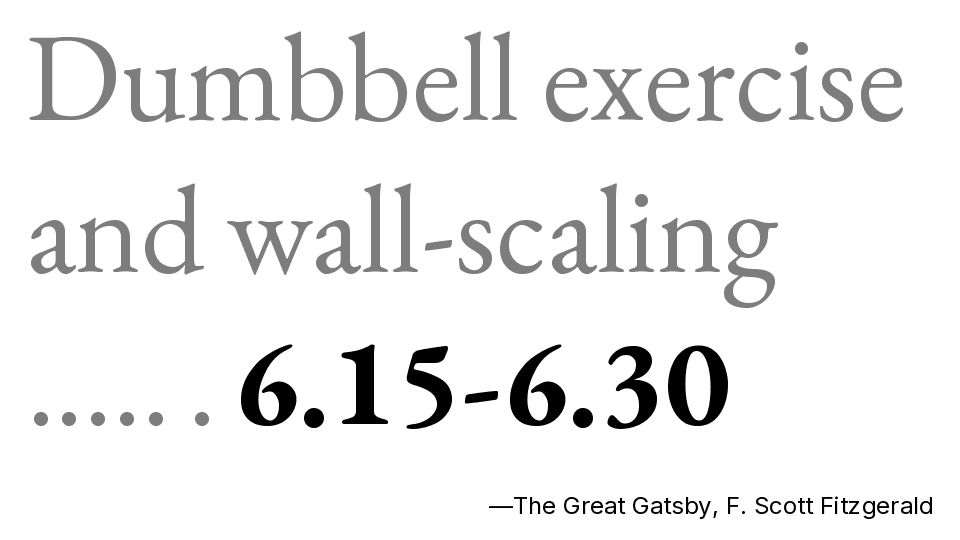 Dumbbell exercise
and wall-scaling
..... . 6.15-6.30
—The Great Gatsby, F. Scott Fitzgerald